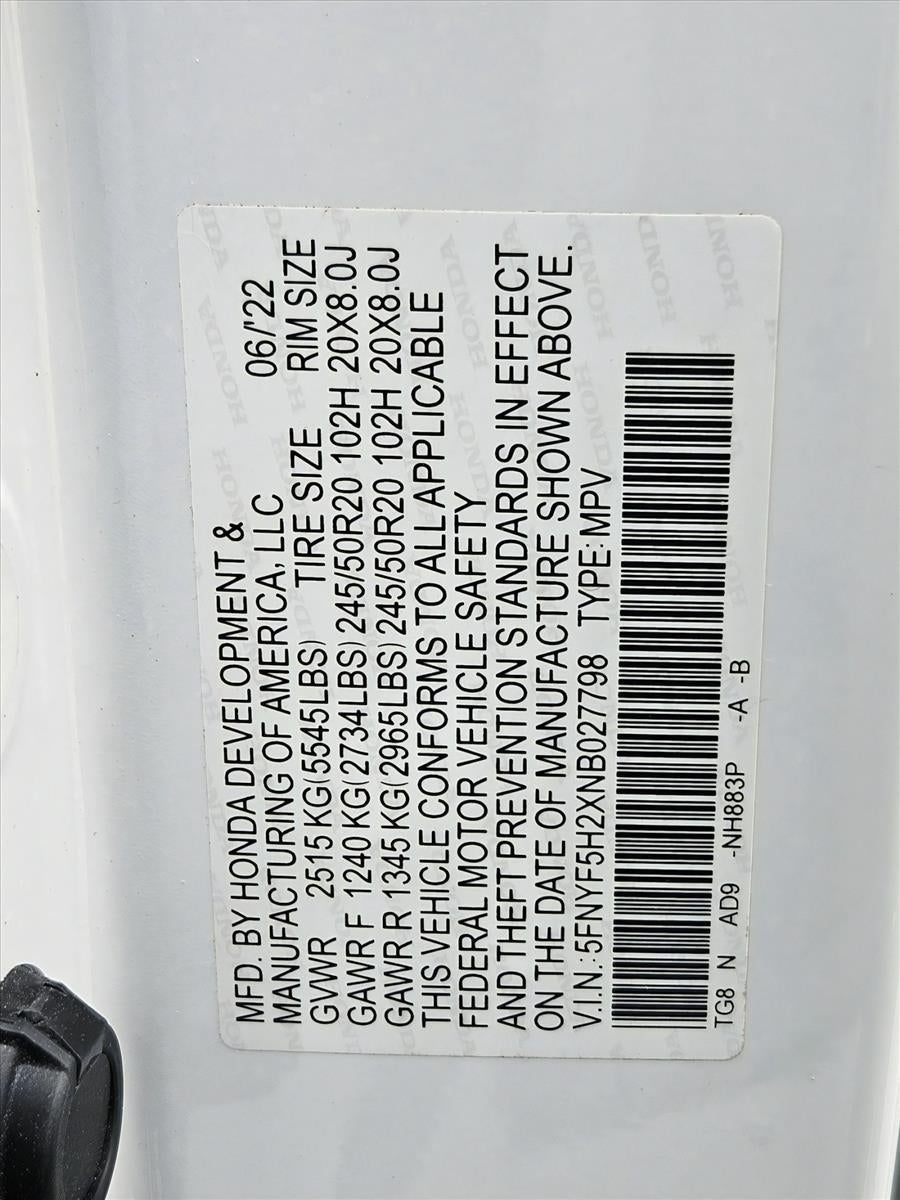 MFD. BY HONDA DEVELOPMENT &
MANUFACTURING OF AMERICA, LLC 06/'22
GVWR 2515 KG(5545LBS) TIRE SIZE RIM SIZE
GAWR F 1240 KG(2734LBS) 245/50R20 102H 20X8.0J
GAWR R 1345 KG(2965LBS) 245/50R20 102H 20X8.0J
THIS VEHICLE CONFORMS TO ALL APPLICABLE
FEDERAL MOTOR VEHICLE SAFETY
AND THEFT PREVENTION STANDARDS IN EFFECT
ON THE DATE OF MANUFACTURE SHOWN ABOVE.
V.I.N.:5FNYF5H2XNB027798 TYPE:MPV
TG8 N AD9 -NH883P -A -B